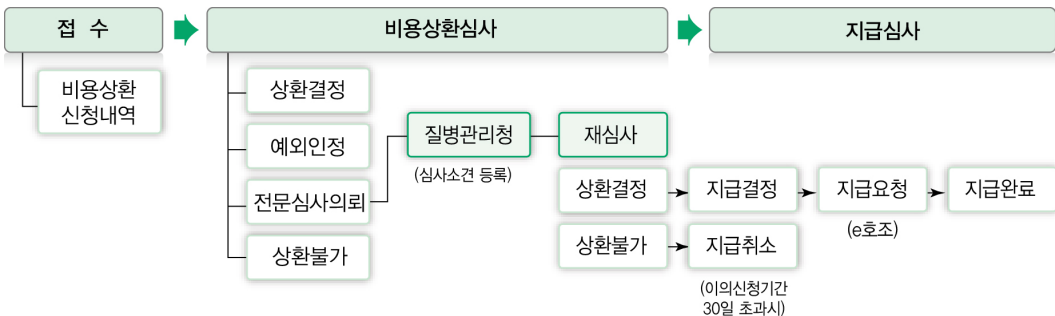 접 수
비용상환심사
지급심사
비용상환
신청내역
상환결정
예외인정
전문심사의뢰
상환불가
질병관리청
(심사소견 등록)
재심사
상환결정
지급결정
지급요청
(e호조)
지급완료
상환불가
지급취소
(이의신청기간
30일 초과시)